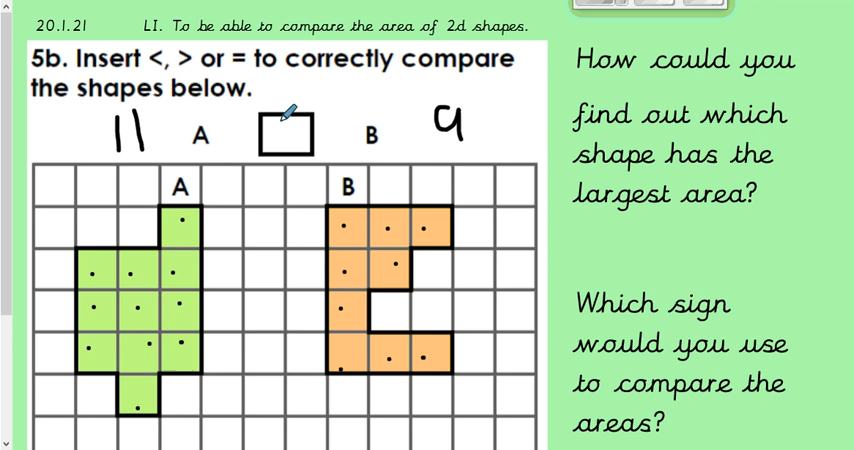 20.1.21 LI. To be able to compare the area of 2d shapes.
5b. Insert <, > or = to correctly compare
the shapes below.
11 A B 9
A B
How could you
find out which
shape has the
largest area?
Which sign
would you use
to compare the
areas?